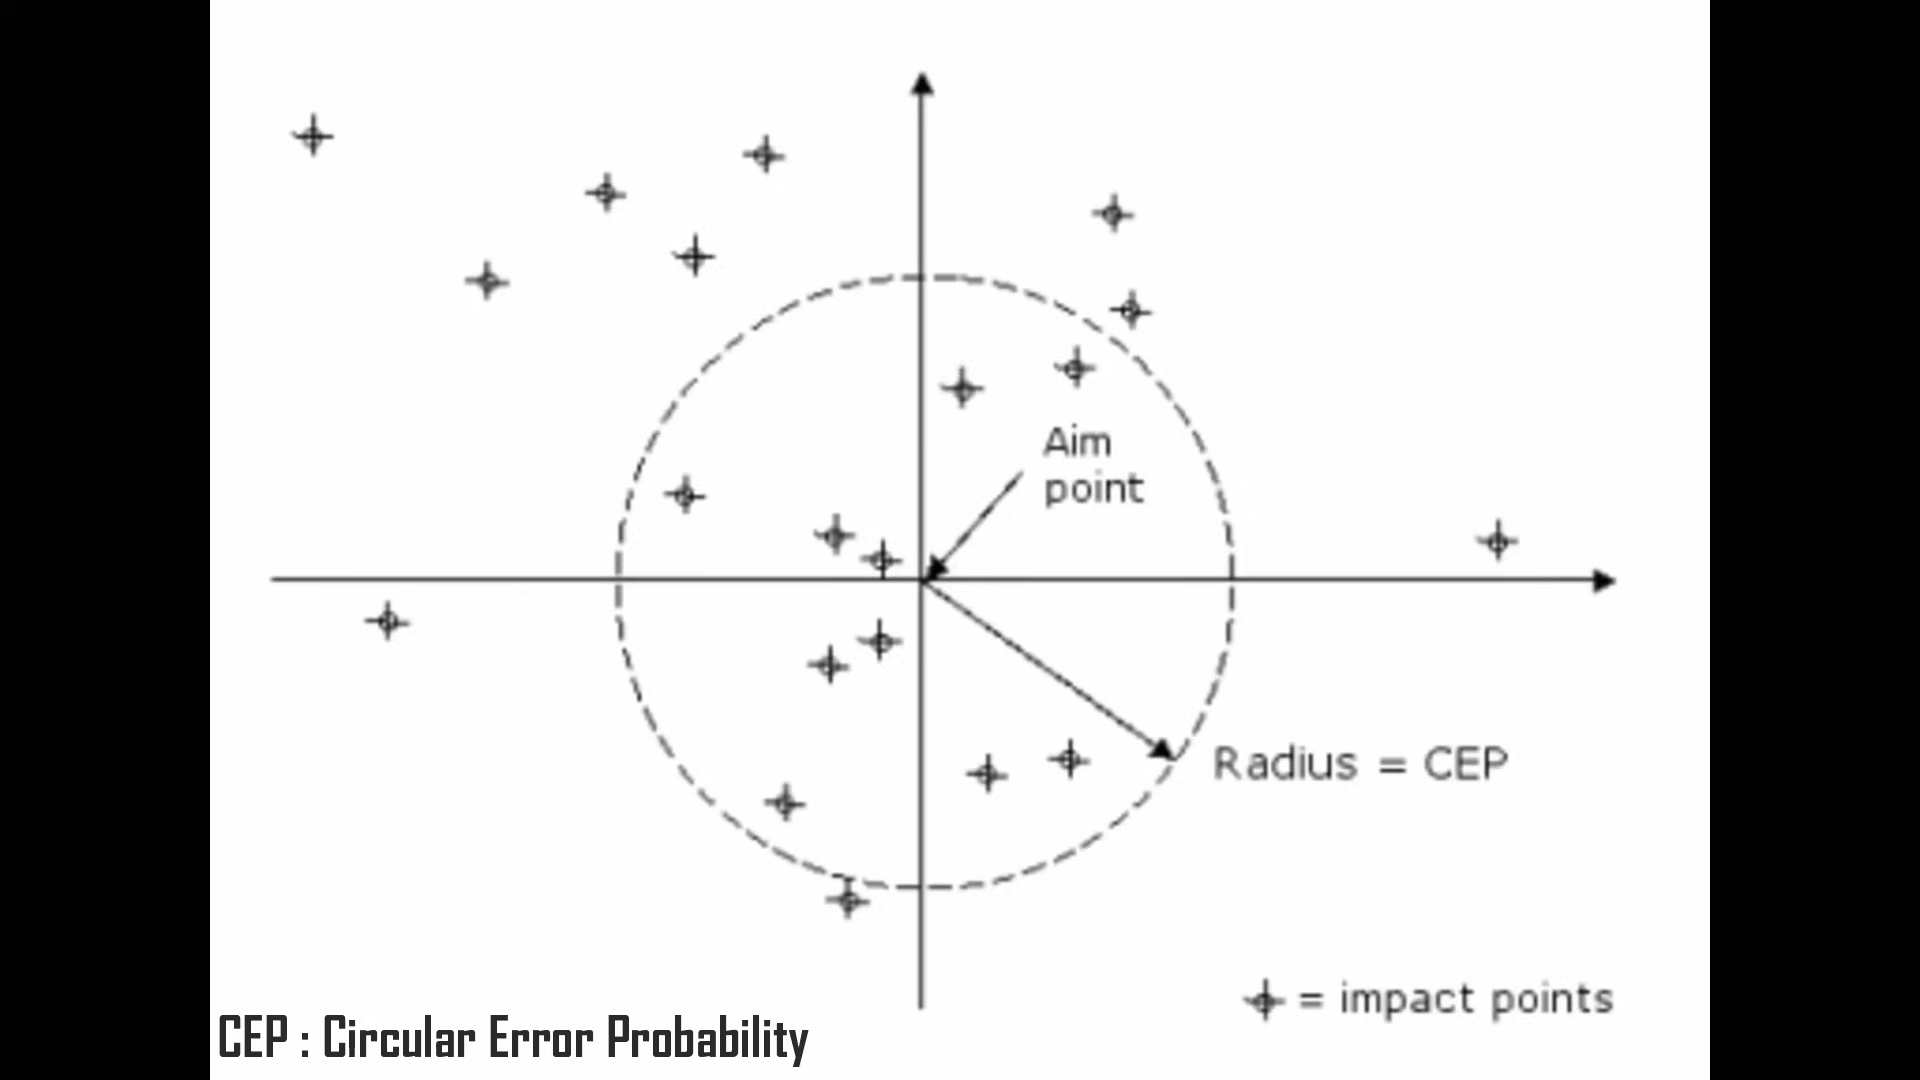 Aim
point
Radius = CEP
= impact points
CEP : Circular Error Probability